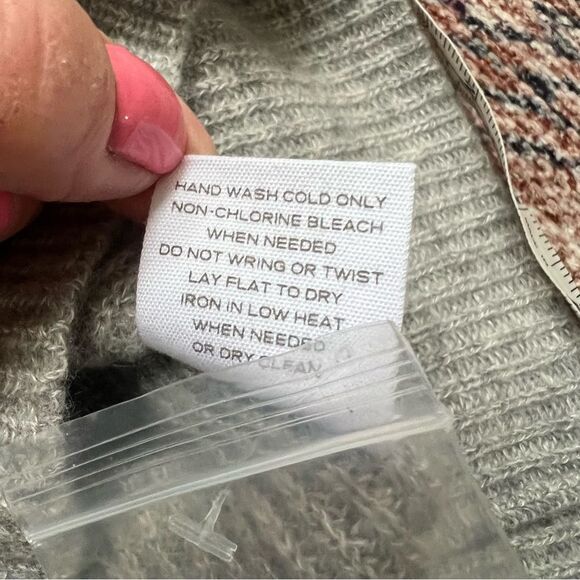 HAND WASH COLD ONLY
NON-CHLORINE BLEACH
WHEN NEEDED
DO NOT WRING OR TWIST
LAY FLAT TO DRY
IRON IN LOW HEAT
WHEN NEEDED
OR DRY CLEAN